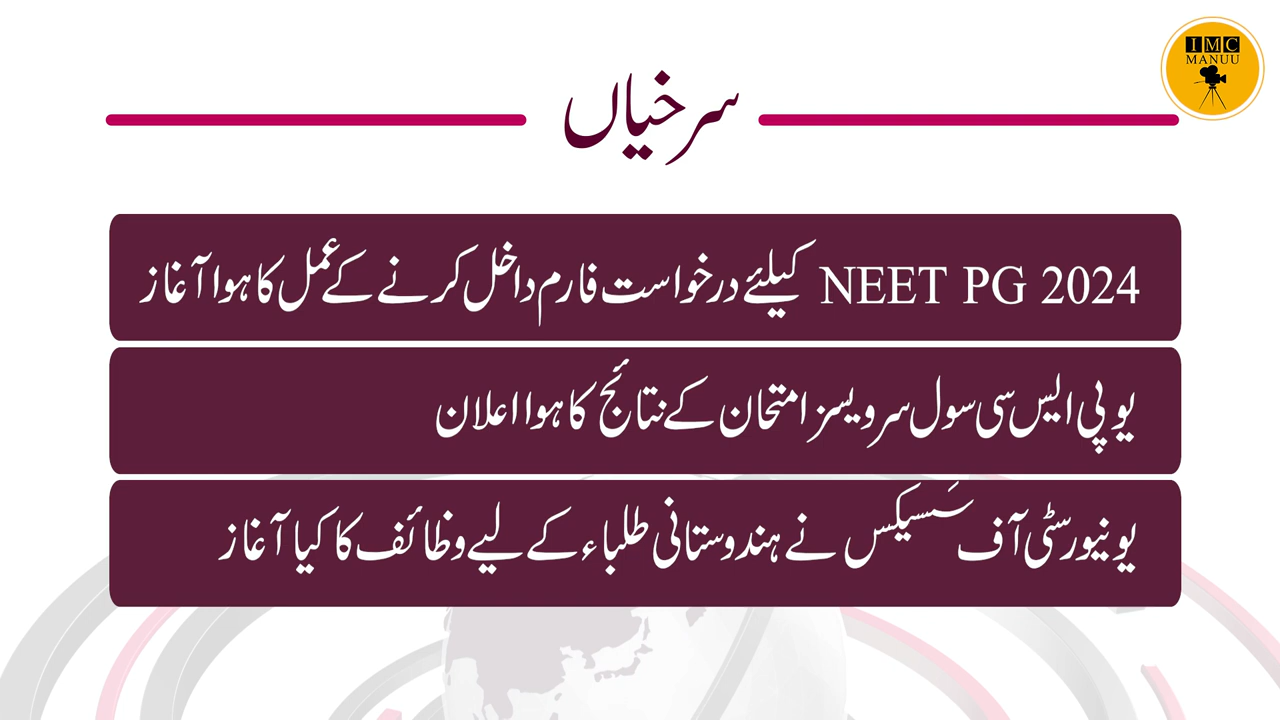 IMC
MANUU
سرخیاں
NEET PG 2024 کیلئے درخواست فارم داخل کرنے کے عمل کا ہوا آغاز
یو پی ایس سی سول سرویسز امتحان کے نتائج کا ہوا اعلان
یونیورسٹی آف سَسیکس نے ہندوستانی طلباء کے لیے وظائف کا کیا آغاز